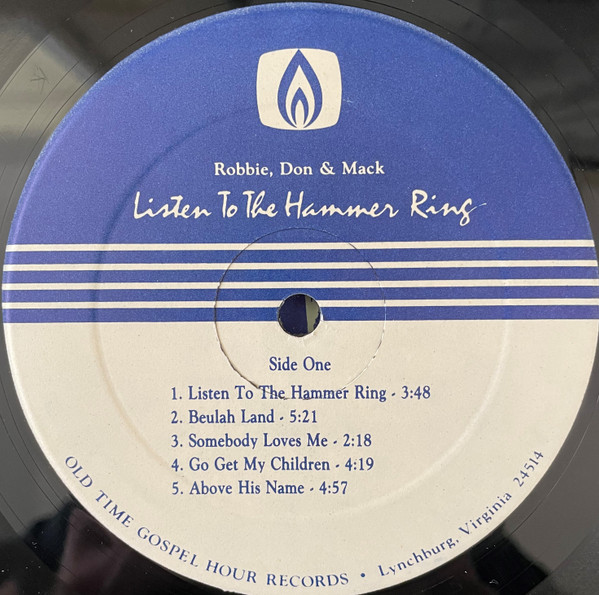 Robbie, Don & Mack
Listen To The Hammer Ring
Side One
1. Listen To The Hammer Ring - 3:48
2. Beulah Land - 5:21
3. Somebody Loves Me - 2:18
4. Go Get My Children - 4:19
5. Above His Name - 4:57
OLD TIME GOSPEL HOUR RECORDS • Lynchburg, Virginia 24514